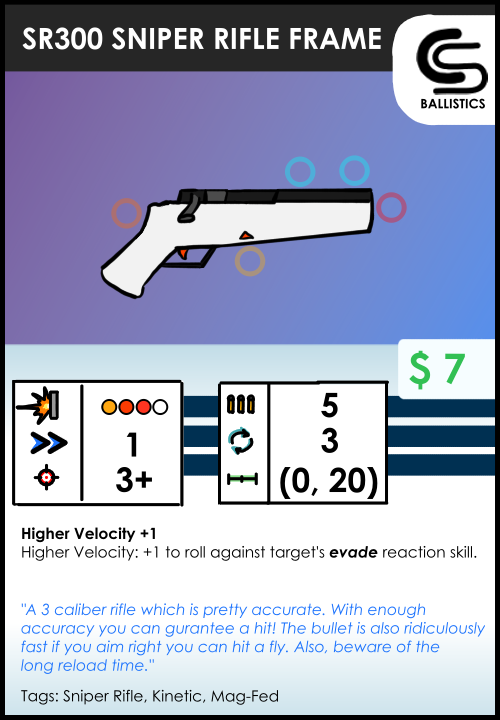 SR300 SNIPER RIFLE FRAME
BALLISTICS
$ 7
1
3+
5
3
(0, 20)
Higher Velocity +1
Higher Velocity: +1 to roll against target's evade reaction skill.
"A 3 caliber rifle which is pretty accurate. With enough
accuracy you can gurantee a hit! The bullet is also ridiculously
fast if you aim right you can hit a fly. Also, beware of the
long reload time."
Tags: Sniper Rifle, Kinetic, Mag-Fed